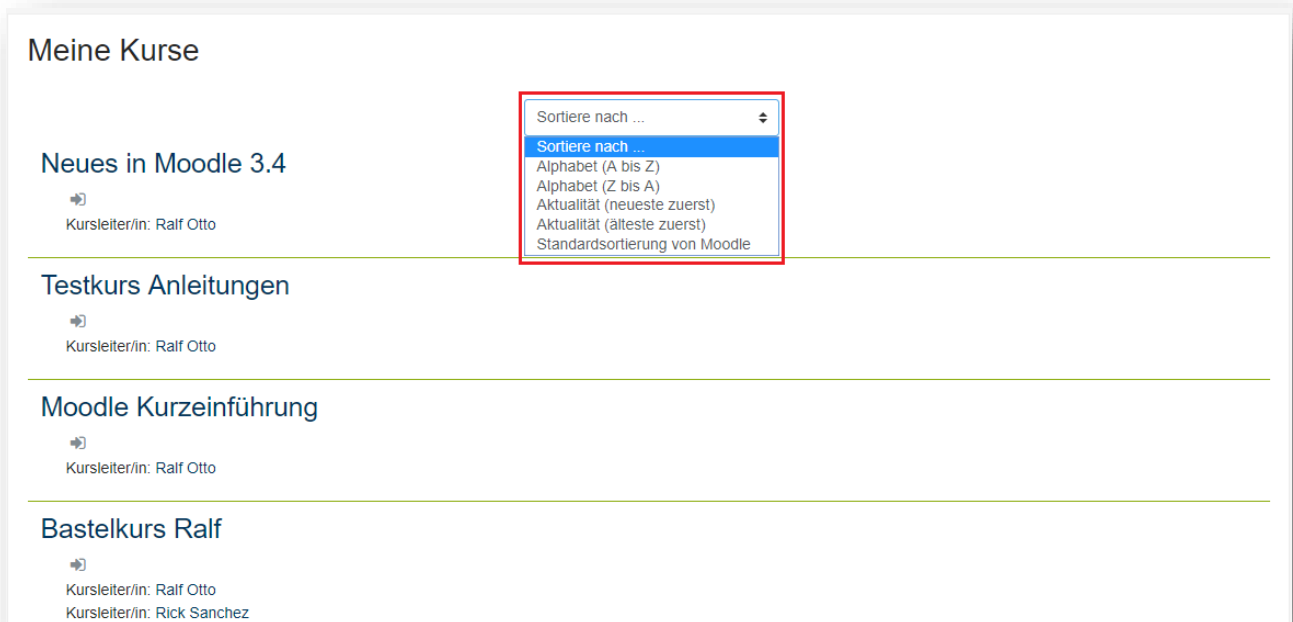 Meine Kurse
Sortiere nach ...
Sortiere nach ...
Alphabet (A bis Z)
Alphabet (Z bis A)
Aktualität (neueste zuerst)
Aktualität (älteste zuerst)
Standardsortierung von Moodle
Neues in Moodle 3.4
Kursleiter/in: Ralf Otto
Testkurs Anleitungen
Kursleiter/in: Ralf Otto
Moodle Kurzeinführung
Kursleiter/in: Ralf Otto
Bastelkurs Ralf
Kursleiter/in: Ralf Otto
Kursleiter/in: Rick Sanchez